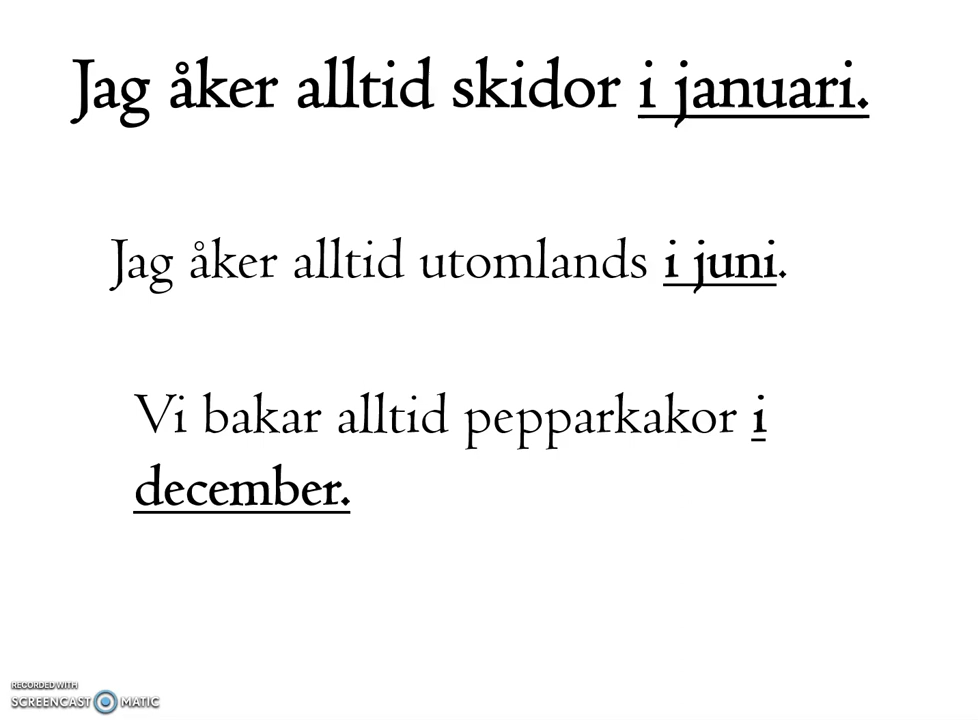 Jag åker alltid skidor i januari.
Jag åker alltid utomlands i juni.
Vi bakar alltid pepparkakor i
december.
RECORDED WITH
SCREENCAST MATIC